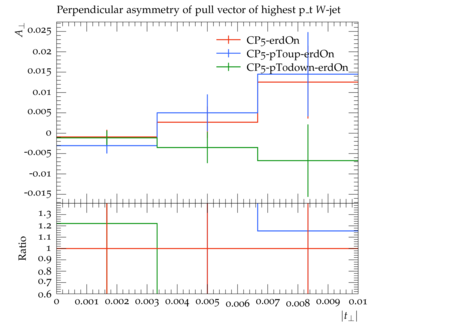 Perpendicular asymmetry of pull vector of highest p_t W-jet
A⊥
0.025
0.02
0.015
0.01
0.005
0
-0.005
-0.01
-0.015
CP5-erdOn
CP5-pToup-erdOn
CP5-pTodown-erdOn
Ratio
1.3
1.2
1.1
1
0.9
0.8
0.7
0.6
0 0.001 0.002 0.003 0.004 0.005 0.006 0.007 0.008 0.009 0.01
|t⊥|